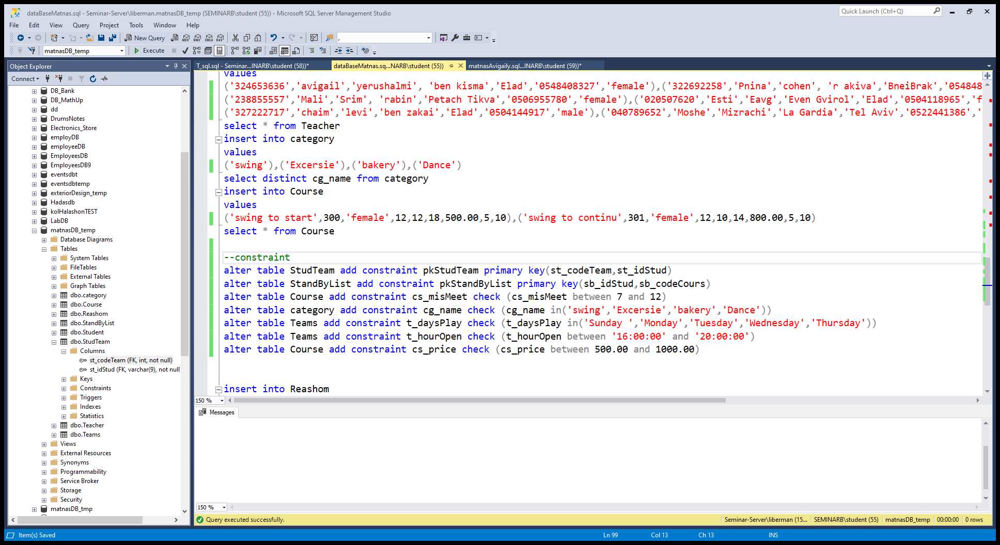 dataBaseMatnas.sql - Seminar-Server\liberman.matnasDB_temp (SEMINARB\student (55)) - Microsoft SQL Server Management Studio
Quick Launch (Ctrl+Q)
File Edit View Query Project Tools Window Help
New Query
MDX DMX XMLA DAX
,
matnasDB_temp
Execute
Object Explorer
Connect
DB_Bank
DB_MathUp
dd
DrumsNotes
Electronics_Store
employDB
employeeDB
EmployeesDB
EmployeesDB9
eventsdbt
eventsdbtemp
exteriorDesign_temp
Hadasdb
kolHalashonTEST
LabDB
matnasDB_temp
Database Diagrams
Tables
System Tables
FileTables
External Tables
Graph Tables
dbo.category
dbo.Course
dbo.Reashom
dbo.StandByList
dbo.Student
dbo.StudTeam
Columns
st_codeTeam (FK, int, not null)
st_idStud (FK, varchar(9), not null
Keys
Constraints
Triggers
Indexes
Statistics
dbo.Teacher
dbo.Teams
Views
External Resources
Synonyms
Programmability
Service Broker
Storage
Security
matnasDB_tmp
T_sql.sql - Seminar...INARB\student (58))* dataBaseMatnas.sq...NARB\student (55)) matnasAvigaily.sql...INARB\student (59))*
values
('324653636','avigail','yerushalmi', 'ben kisma','Elad','0548408327','female'),('322692258','Pnina','cohen', 'r akiva','BneiBrak','054848
('238855557','Mali','Srim', 'rabin','Petach Tikva','0506955780','female'),('020507620','Esti','Eavg','Even Gvirol','Elad','0504118965','f
('327222717','chaim','levi','ben zakai','Elad','0504144917','male'),('040789652','Moshe','Mizrachi','La Gardia','Tel Aviv','0522441386','
select * from Teacher
insert into category
values
('swing'),('Excersie'),('bakery'),('Dance')
select distinct cg_name from category
insert into Course
values
('swing to start',300,'female',12,12,18,500.00,5,10),('swing to continu',301,'female',12,10,14,800.00,5,10)
select * from Course
--constraint
alter table StudTeam add constraint pkStudTeam primary key(st_codeTeam,st_idStud)
alter table StandByList add constraint pkStandByList primary key(sb_idStud,sb_codeCours)
alter table Course add constraint cs_misMeet check (cs_misMeet between 7 and 12)
alter table category add constraint cg_name check (cg_name in('swing','Excersie','bakery','Dance'))
alter table Teams add constraint t_daysPlay check (t_daysPlay in('Sunday ','Monday','Tuesday','Wednesday','Thursday'))
alter table Teams add constraint t_hourOpen check (t_hourOpen between '16:00:00' and '20:00:00')
alter table Course add constraint cs_price check (cs_price between 500.00 and 1000.00)
insert into Reashom
150 %
Messages
150 %
Query executed successfully. Seminar-Server\liberman (15... SEMINARB\student (55) matnasDB_temp 00:00:00 0 rows
Item(s) Saved Ln 99 Col 13 Ch 13 INS